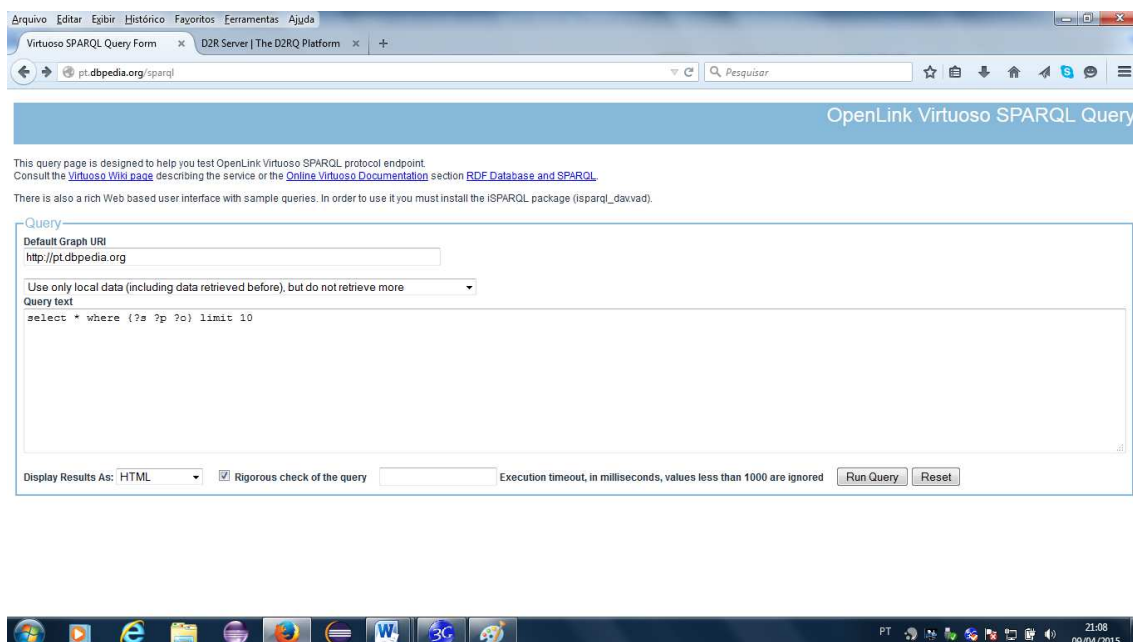 Arquivo Editar Exibir Histórico Favoritos Ferramentas Ajuda
Virtuoso SPARQL Query Form × D2R Server | The D2RQ Platform × +
pt.dbpedia.org/sparql Pesquisar
OpenLink Virtuoso SPARQL Query
This query page is designed to help you test OpenLink Virtuoso SPARQL protocol endpoint.
Consult the Virtuoso Wiki page describing the service or the Online Virtuoso Documentation section RDF Database and SPARQL.
There is also a rich Web based user interface with sample queries. In order to use it you must install the iSPARQL package (isparql_dav.vad).
Query
Default Graph URI
http://pt.dbpedia.org
Use only local data (including data retrieved before), but do not retrieve more
Query text
select * where {?s ?p ?o} limit 10
Display Results As: HTML Rigorous check of the query Execution timeout, in milliseconds, values less than 1000 are ignored Run Query Reset
3G PT 21:08
09/04/2015